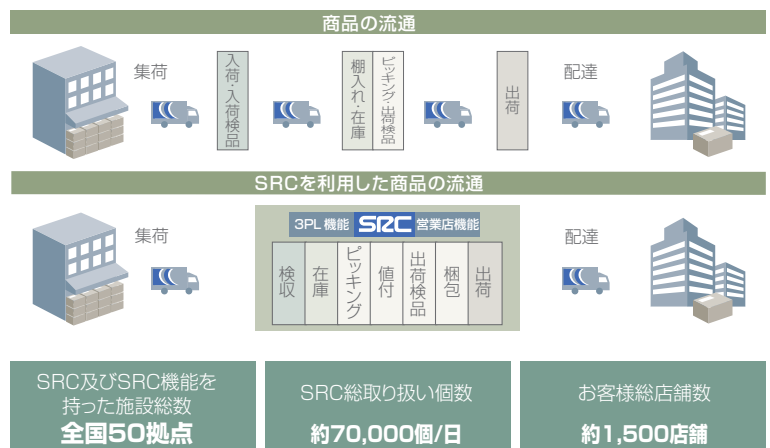 商品の流通
集荷
入荷・入荷検品
棚入れ・在庫
ピッキング・出荷検品
出荷
配達
SRCを利用した商品の流通
集荷
3PL機能 SRC 営業店機能
検収
在庫
ピッキング
値付
出荷検品
梱包
出荷
配達
SRC及びSRC機能を
持った施設総数
全国50拠点
SRC総取り扱い個数
約70,000個/日
お客様総店舗数
約1,500店舗